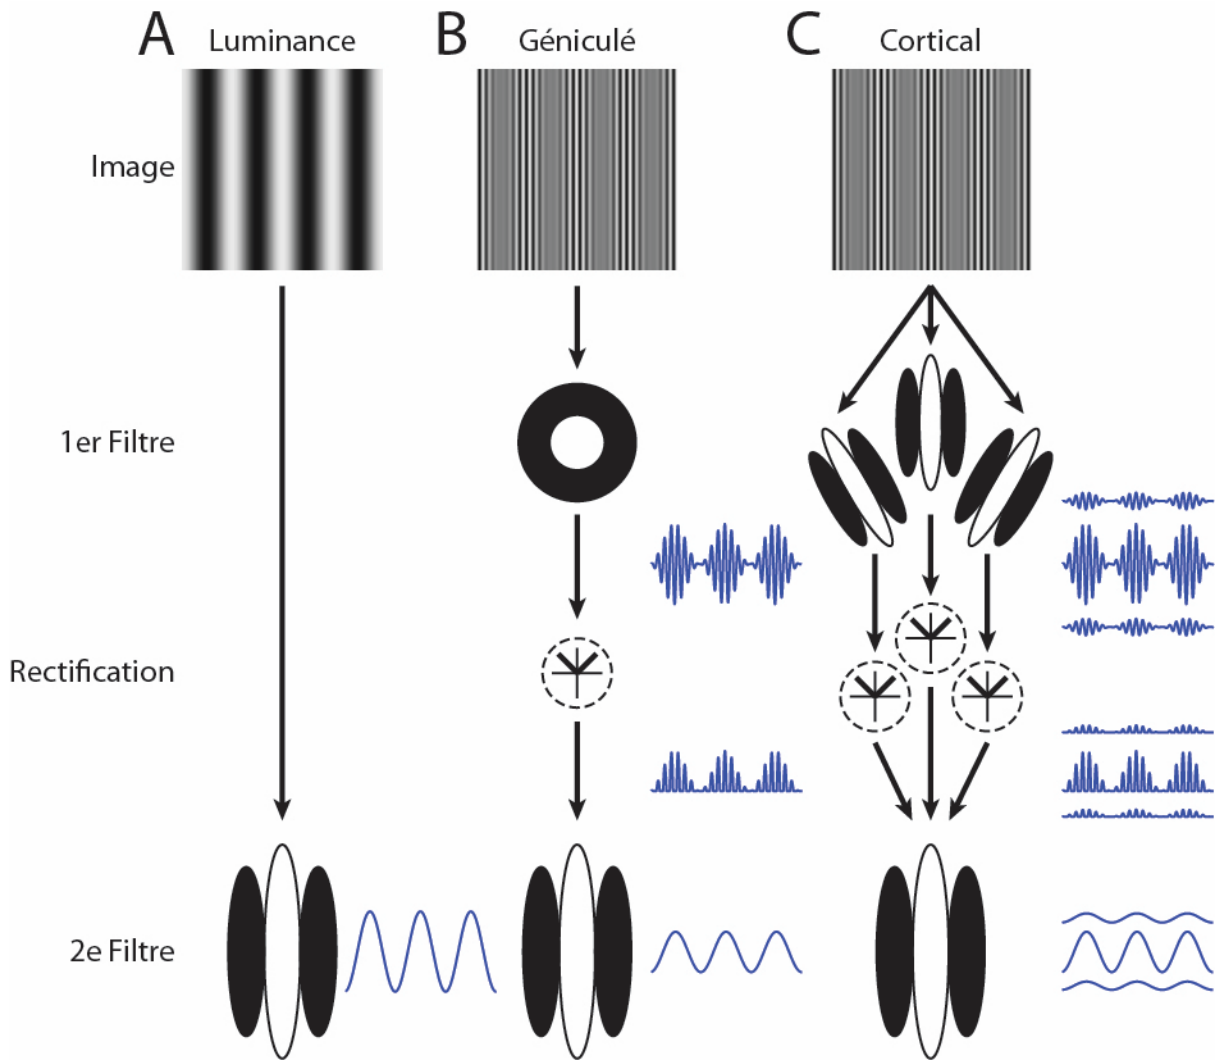 A Luminance
B Géniculé
C Cortical
Image
1er Filtre
Rectification
2e Filtre